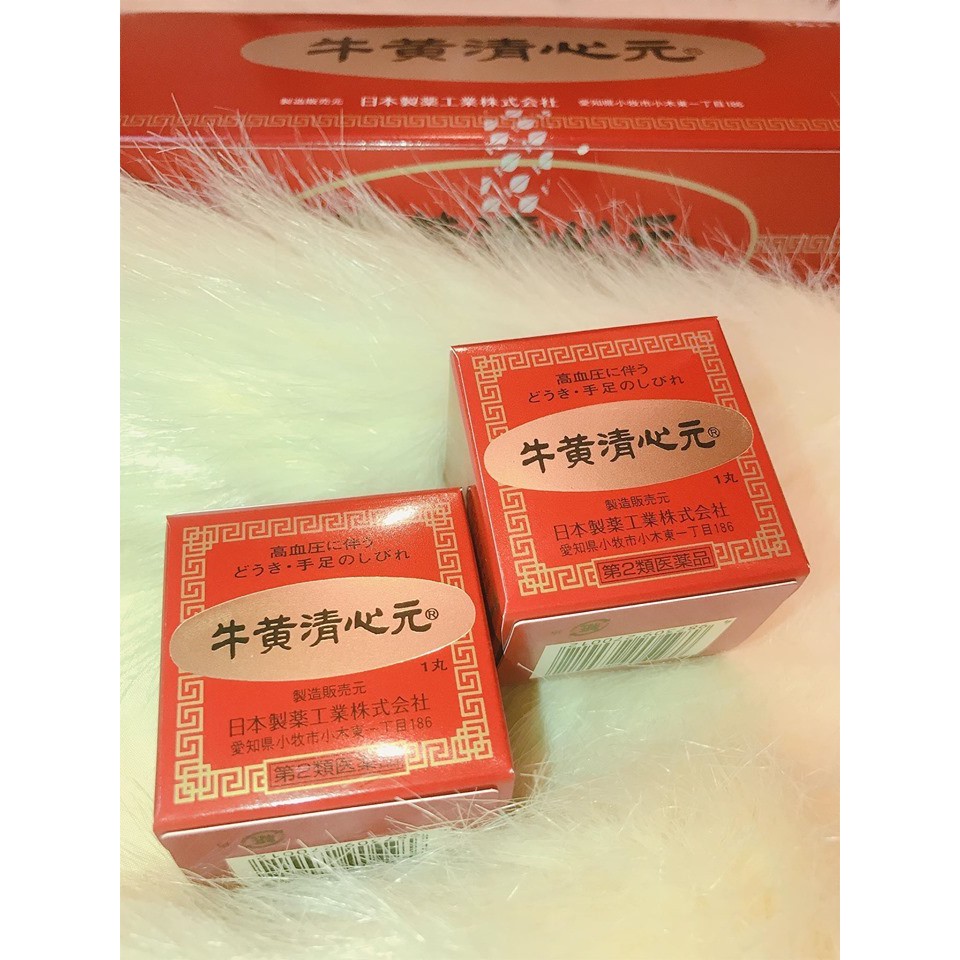 牛黄清心元®
製造販売元 日本製薬工業株式会社 愛知県小牧市小木東一丁目186
清心元
高血圧に伴う
どうき・手足のしびれ
牛黄清心元®
1丸
製造販売元
日本製薬工業株式会社
愛知県小牧市小木東一丁目186
第2類医薬品
高血圧に伴う
どうき・手足のしびれ
牛黄清心元®
1丸
製造販売元
日本製薬工業株式会社
愛知県小牧市小木東一丁目186
第2類医薬品